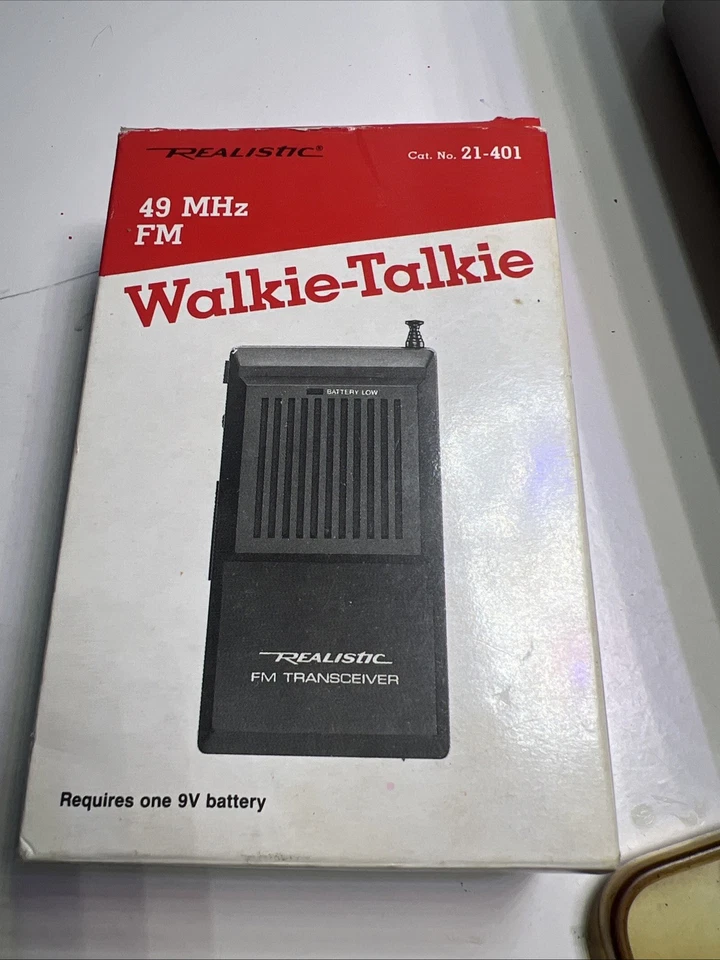 REALISTIC®
Cat. No. 21-401
49 MHz
FM
Walkie-Talkie
BATTERY LOW
REALISTIC
FM TRANSCEIVER
Requires one 9V battery